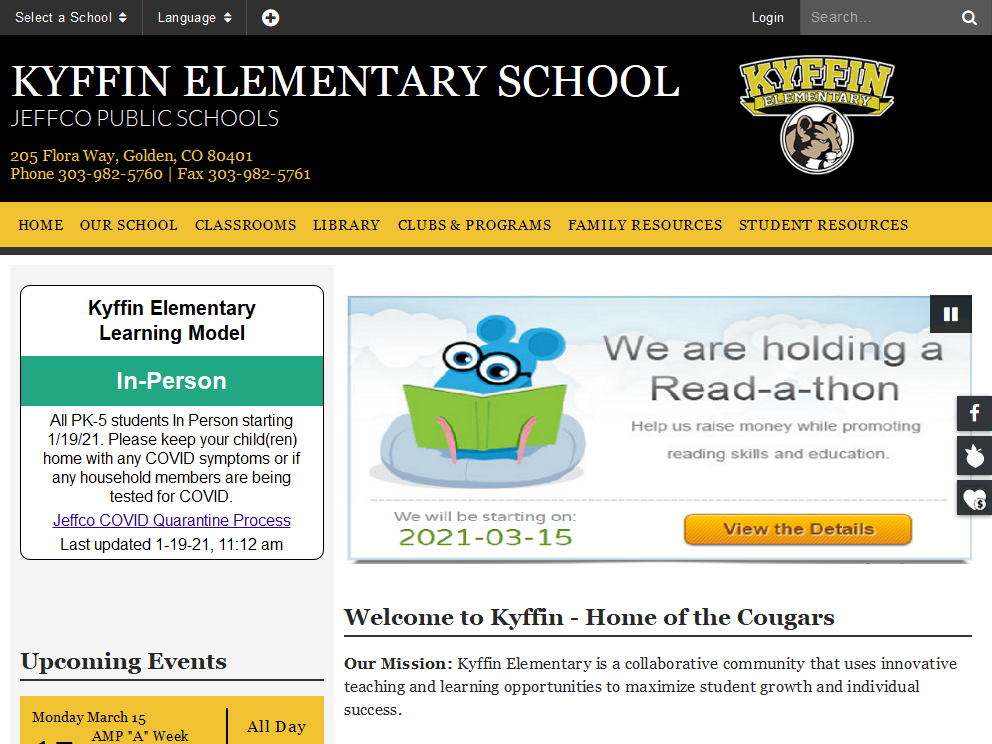 Select a School
Language
Login
Search...
KYFFIN ELEMENTARY SCHOOL
JEFFCO PUBLIC SCHOOLS
205 Flora Way, Golden, CO 80401
Phone 303-982-5760 | Fax 303-982-5761
KYFFIN
ELEMENTARY
HOME OUR SCHOOL CLASSROOMS LIBRARY CLUBS & PROGRAMS FAMILY RESOURCES STUDENT RESOURCES
Kyffin Elementary
Learning Model
In-Person
All PK-5 students In Person starting
1/19/21. Please keep your child(ren)
home with any COVID symptoms or if
any household members are being
tested for COVID.
Jeffco COVID Quarantine Process
Last updated 1-19-21, 11:12 am
We are holding a
Read-a-thon
Help us raise money while promoting
reading skills and education.
We will be starting on:
2021-03-15
View the Details
Welcome to Kyffin - Home of the Cougars
Our Mission: Kyffin Elementary is a collaborative community that uses innovative
teaching and learning opportunities to maximize student growth and individual
success.
Upcoming Events
Monday March 15
AMP "A" Week
All Day